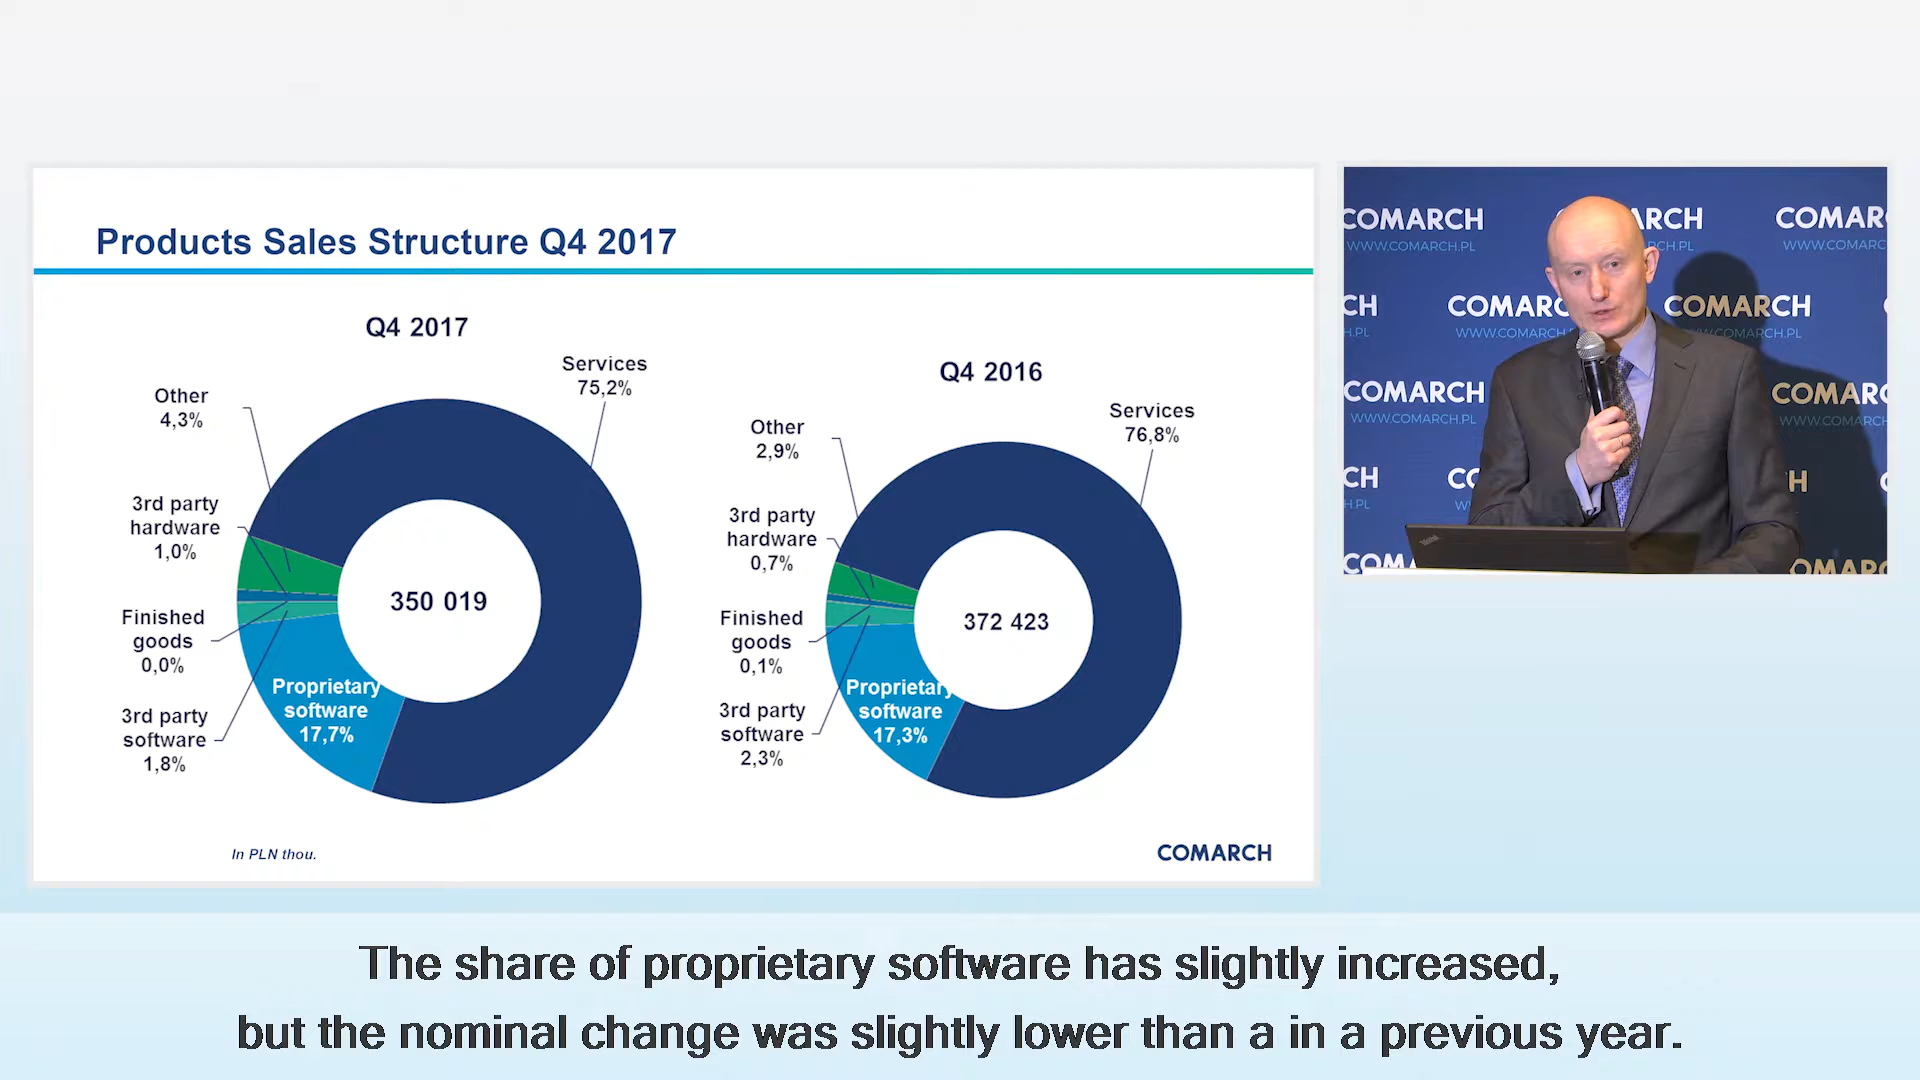 Products Sales Structure Q4 2017
Q4 2017
Services
75,2%
Other
4,3%
3rd party
hardware
1,0%
Finished
goods
0,0%
3rd party
software
1,8%
Proprietary
software
17,7%
350 019
Q4 2016
Services
76,8%
Other
2,9%
3rd party
hardware
0,7%
Finished
goods
0,1%
3rd party
software
2,3%
Proprietary
software
17,3%
372 423
In PLN thou.
COMARCH
COMARCH
WWW.COMARCH.PL
ARCH
CH.PL
COMAR
WWW.COMARC
CH
H.PL
COMARC
WWW.COMARCH
COMARCH
WWW.COMARCH.PL
COMARCH
WWW.COMARCH.PL
COMARC
WWW.COMARC
CH
H.PL
CO
W
H
COMA
OMARC
The share of proprietary software has slightly increased,
but the nominal change was slightly lower than a in a previous year.